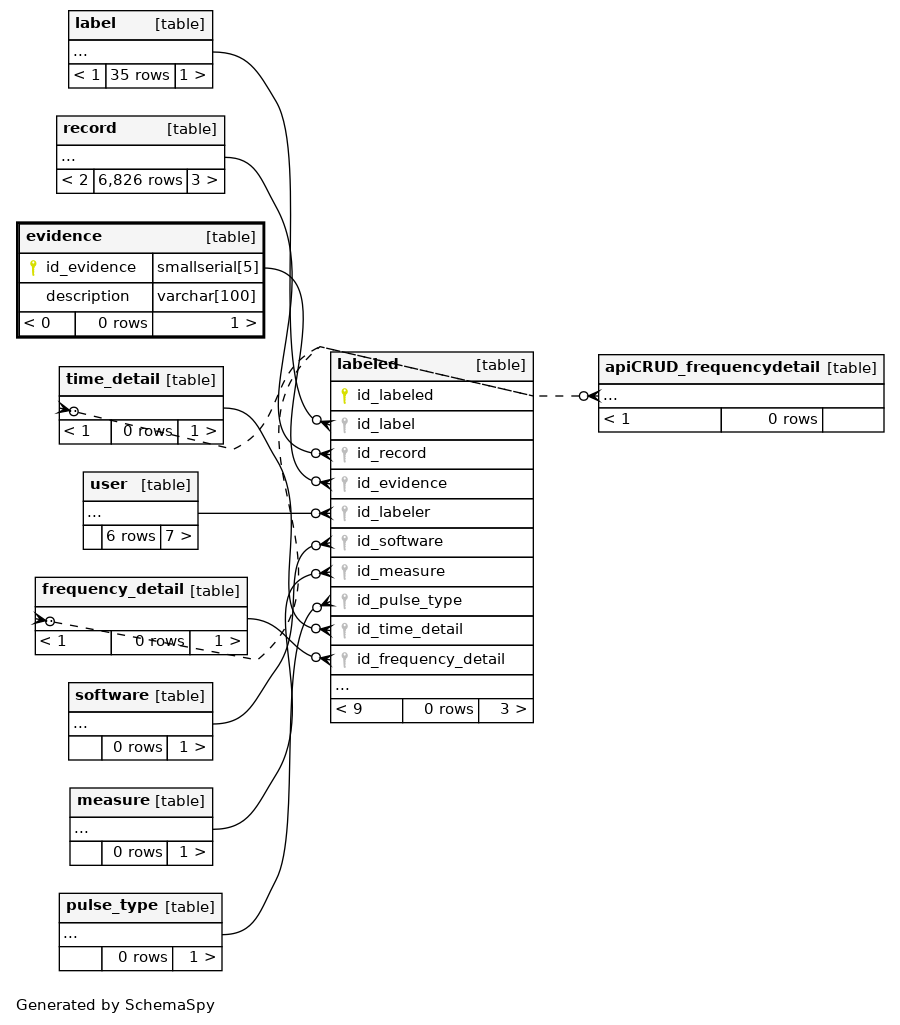 label [table]
...
< 1 35 rows 1 >
record [table]
...
< 2 6,826 rows 3 >
evidence [table]
id_evidence smallserial[5]
description varchar[100]
< 0 0 rows 1 >
time_detail [table]
...
< 1 0 rows 1 >
user [table]
...
6 rows 7 >
frequency_detail [table]
...
< 1 0 rows 1 >
software [table]
...
0 rows 1 >
measure [table]
...
0 rows 1 >
pulse_type [table]
...
0 rows 1 >
labeled [table]
id_labeled
id_label
id_record
id_evidence
id_labeler
id_software
id_measure
id_pulse_type
id_time_detail
id_frequency_detail
...
< 9 0 rows 3 >
apiCRUD_frequencydetail [table]
...
< 1 0 rows
Generated by SchemaSpy